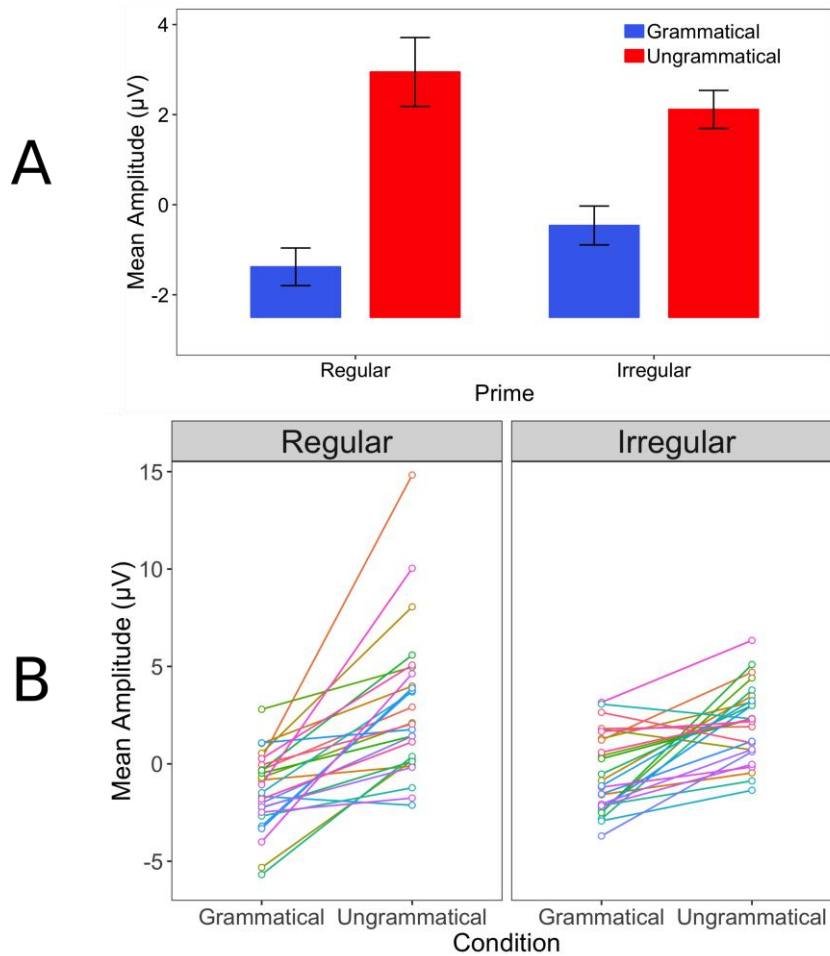 A
Mean Amplitude (µV)
4
2
0
-2
Grammatical
Ungrammatical
Regular
Irregular
Prime
B
Regular
Irregular
Mean Amplitude (µV)
15
10
5
0
-5
Grammatical Ungrammatical
Grammatical Ungrammatical
Condition